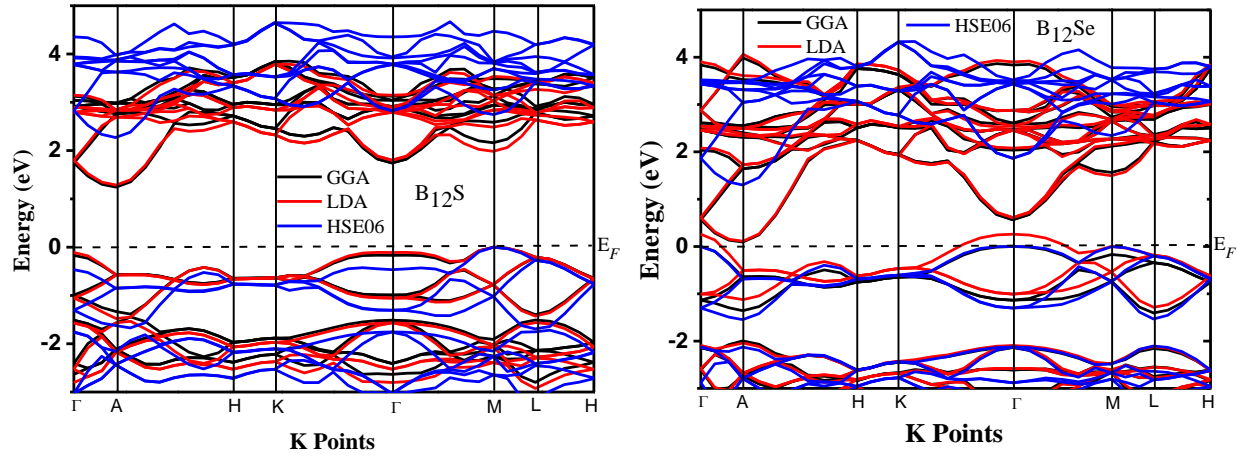 4
2
0
-2
Energy (eV)
GGA
LDA
HSE06
B12S
EF
Γ
A
H
K
Γ
M
L
H
K Points
4
2
0
-2
Energy (eV)
GGA
LDA
HSE06
B12Se
EF
Γ
A
H
K
Γ
M
L
H
K Points